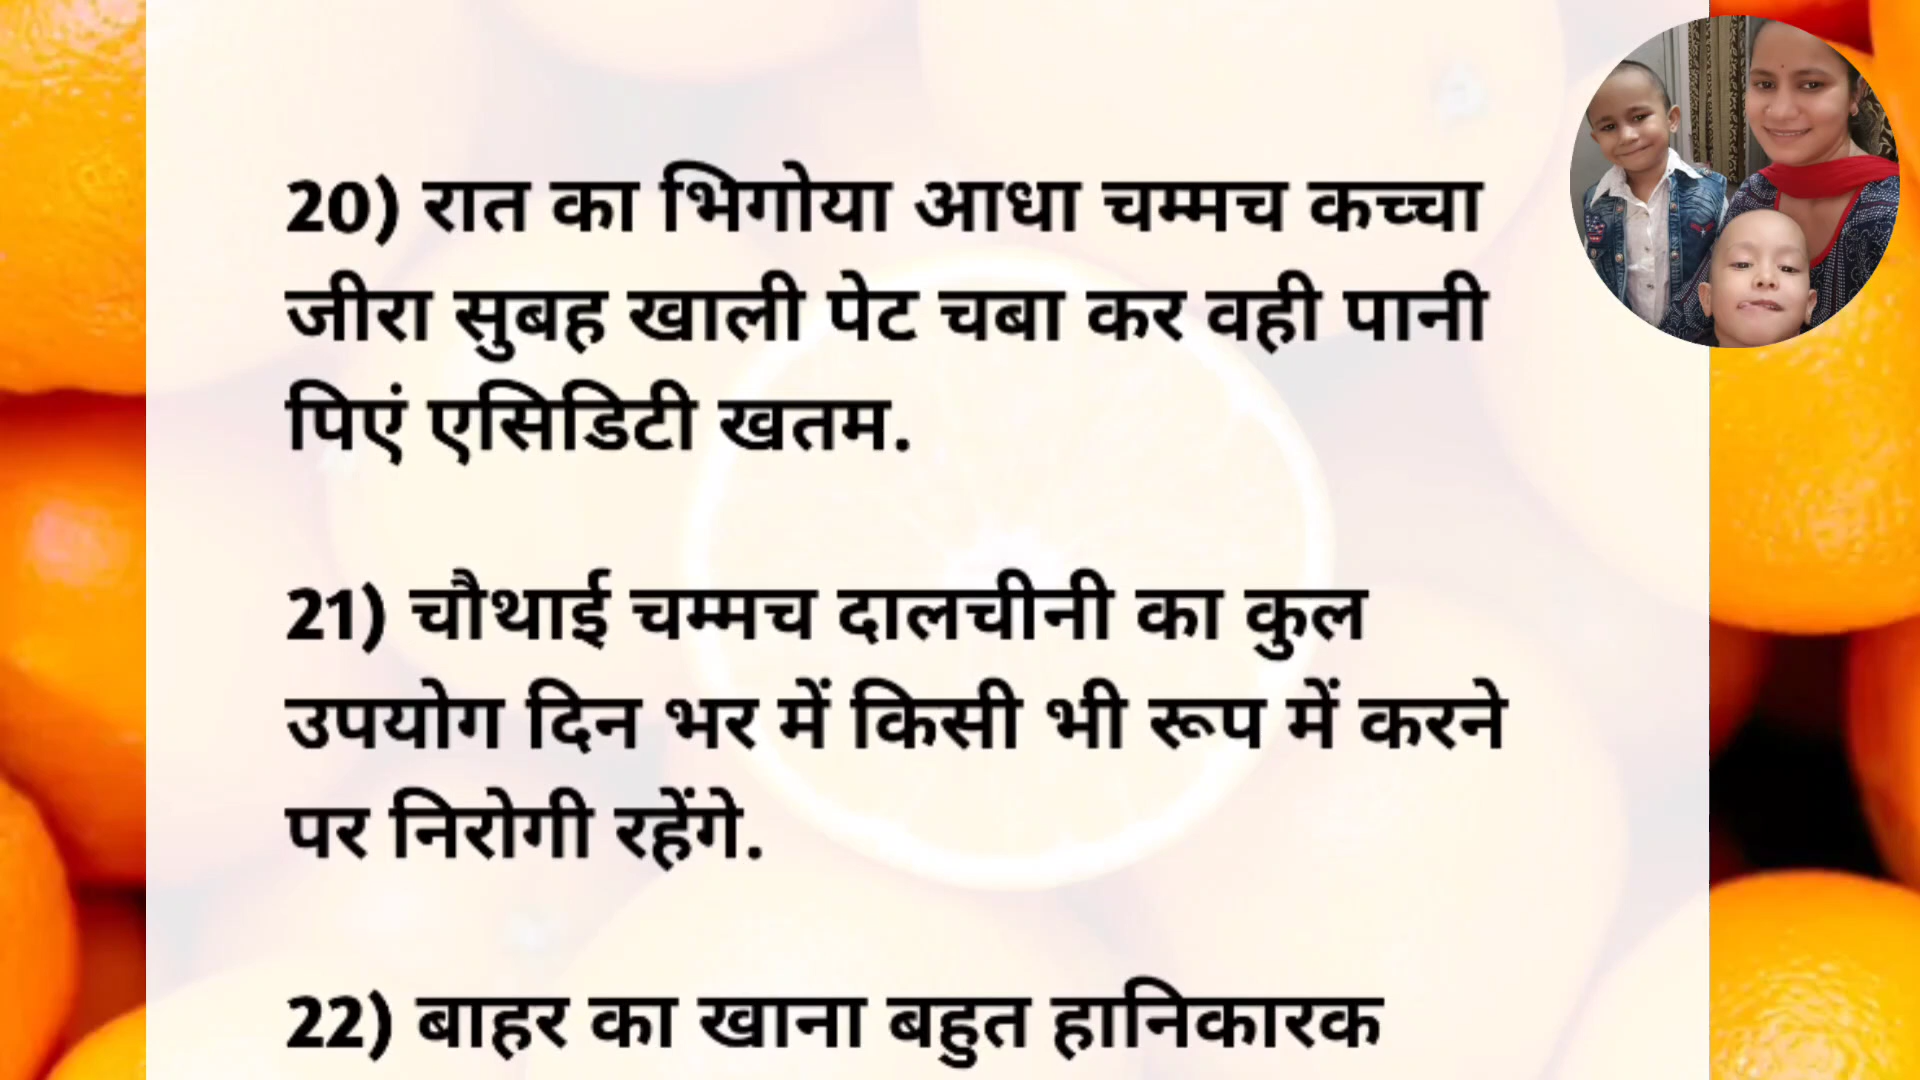 20) रात का भिगोया आधा चम्मच कच्चा
जीरा सुबह खाली पेट चबा कर वही पानी
पिएं एसिडिटी खतम.
21) चौथाई चम्मच दालचीनी का कुल
उपयोग दिन भर में किसी भी रूप में करने
पर निरोगी रहेंगे.
22) बाहर का खाना बहुत हानिकारक